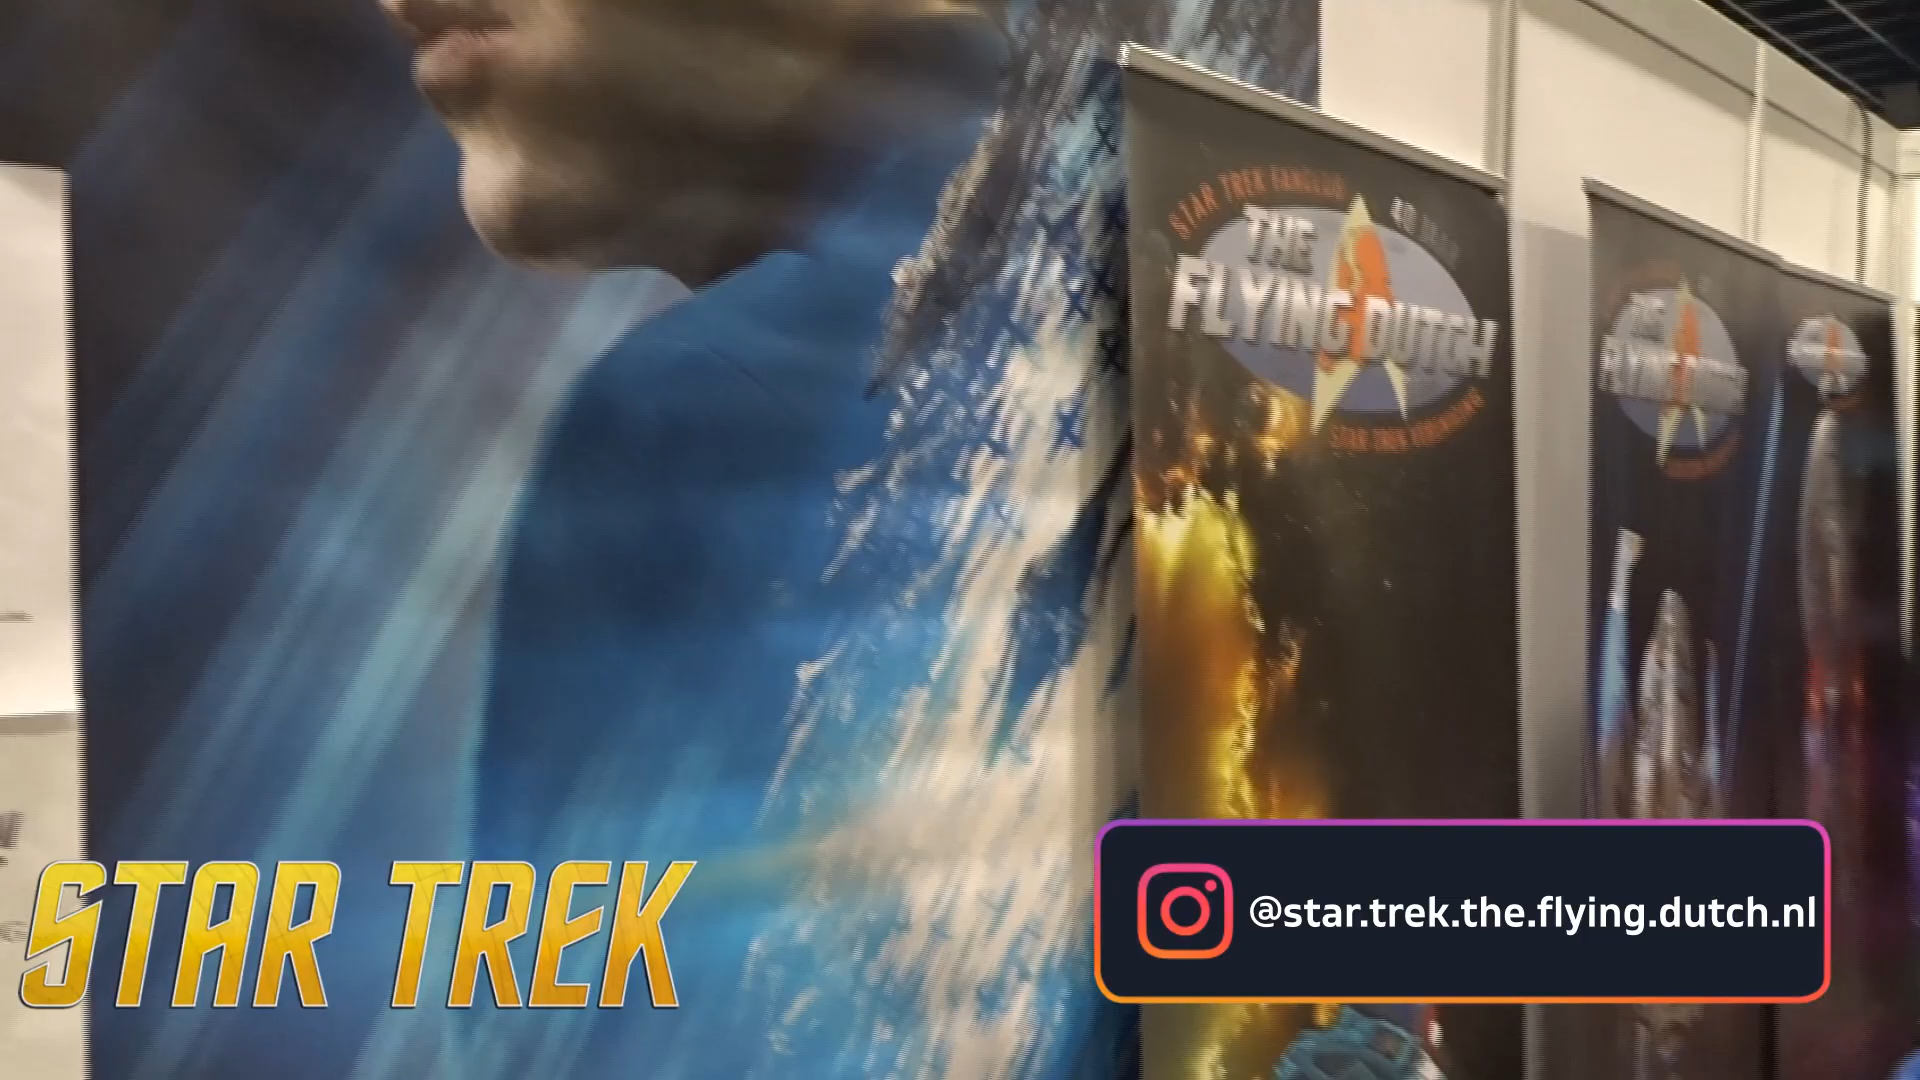 STAR TREK FANCLUB
THE
FLYING DUTCH
THE
FLYING DUTCH
STAR TREK
@star.trek.the.flying.dutch.nl